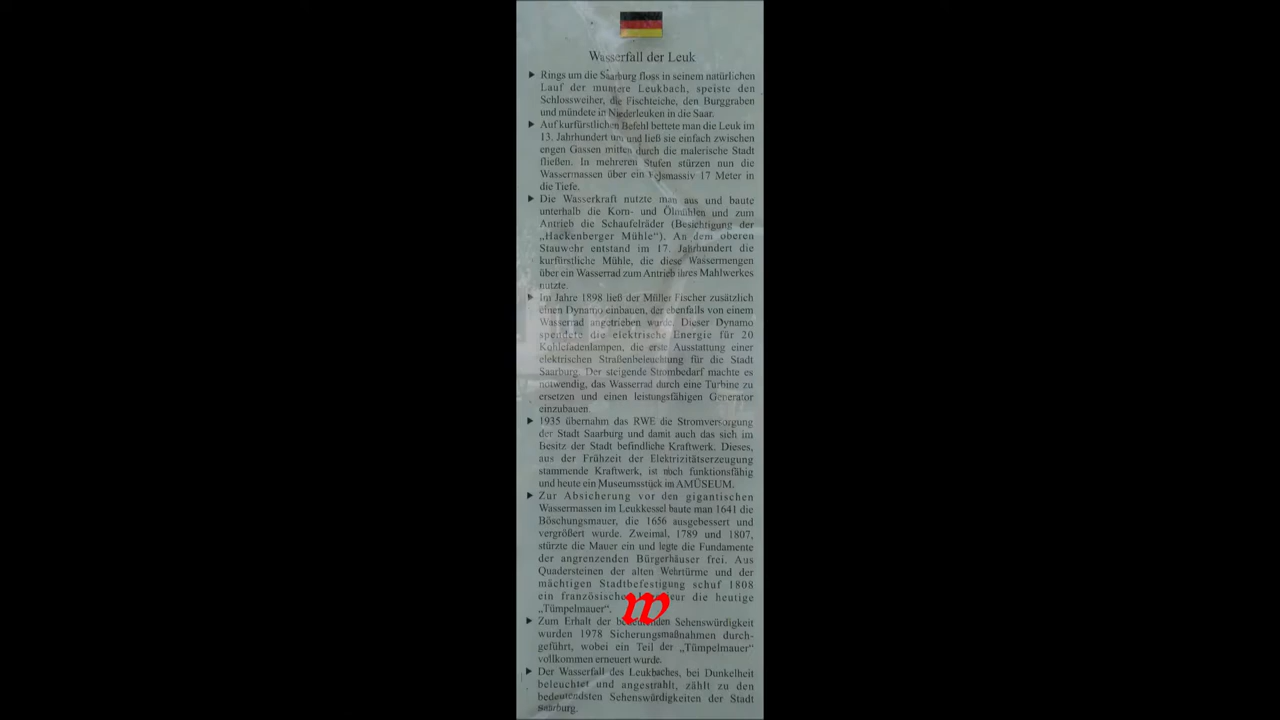 Wasserfall der Leuk
▶ Rings um die Saarburg floss in seinem natürlichen
Lauf der muntere Leukbach, speiste den
Schlossweiher, die Fischteiche, den Burggraben
und mündete in Niederleuken in die Saar.
▶ Auf kurfürstlichen Befehl bettete man die Leuk im
13. Jahrhundert um und ließ sie einfach zwischen
engen Gassen mitten durch die malerische Stadt
fließen. In mehreren Stufen stürzen nun die
Wassermassen über ein Felsmassiv 17 Meter in
die Tiefe.
▶ Die Wasserkraft nutzte man aus und baute
unterhalb die Korn- und Ölmühlen und zum
Antrieb die Schaufelräder (Besichtigung der
„Hackenberger Mühle“). An dem oberen
Stauwehr entstand im 17. Jahrhundert die
kurfürstliche Mühle, die diese Wassermengen
über ein Wasserrad zum Antrieb ihres Mahlwerkes
nutzte.
▶ Im Jahre 1898 ließ der Müller Fischer zusätzlich
einen Dynamo einbauen, der ebenfalls von einem
Wasserrad angetrieben wurde. Dieser Dynamo
spendete die elektrische Energie für 20
Kohlefadenlampen, die erste Ausstattung einer
elektrischen Straßenbeleuchtung für die Stadt
Saarburg. Der steigende Strombedarf machte es
notwendig, das Wasserrad durch eine Turbine zu
ersetzen und einen leistungsfähigen Generator
einzubauen.
▶ 1935 übernahm das RWE die Stromversorgung
der Stadt Saarburg und damit auch das sich im
Besitz der Stadt befindliche Kraftwerk. Dieses,
aus der Frühzeit der Elektrizitätserzeugung
stammende Kraftwerk, ist noch funktionsfähig
und heute ein Museumsstück im AMÜSEUM.
▶ Zur Absicherung vor den gigantischen
Wassermassen im Leukkessel baute man 1641 die
Böschungsmauer, die 1656 ausgebessert und
vergrößert wurde. Zweimal, 1789 und 1807,
stürzte die Mauer ein und legte die Fundamente
der angrenzenden Bürgerhäuser frei. Aus
Quadersteinen der alten Wehrtürme und der
mächtigen Stadtbefestigung schuf 1808
ein französischer die heutige
„Tümpelmauer“.
w
▶ Zum Erhalt der bedeutenden Sehenswürdigkeit
wurden 1978 Sicherungsmaßnahmen durch-
geführt, wobei ein Teil der „Tümpelmauer“
vollkommen erneuert wurde.
▶ Der Wasserfall des Leukbaches, bei Dunkelheit
beleuchtet und angestrahlt, zählt zu den
bedeutendsten Sehenswürdigkeiten der Stadt
Saarburg.